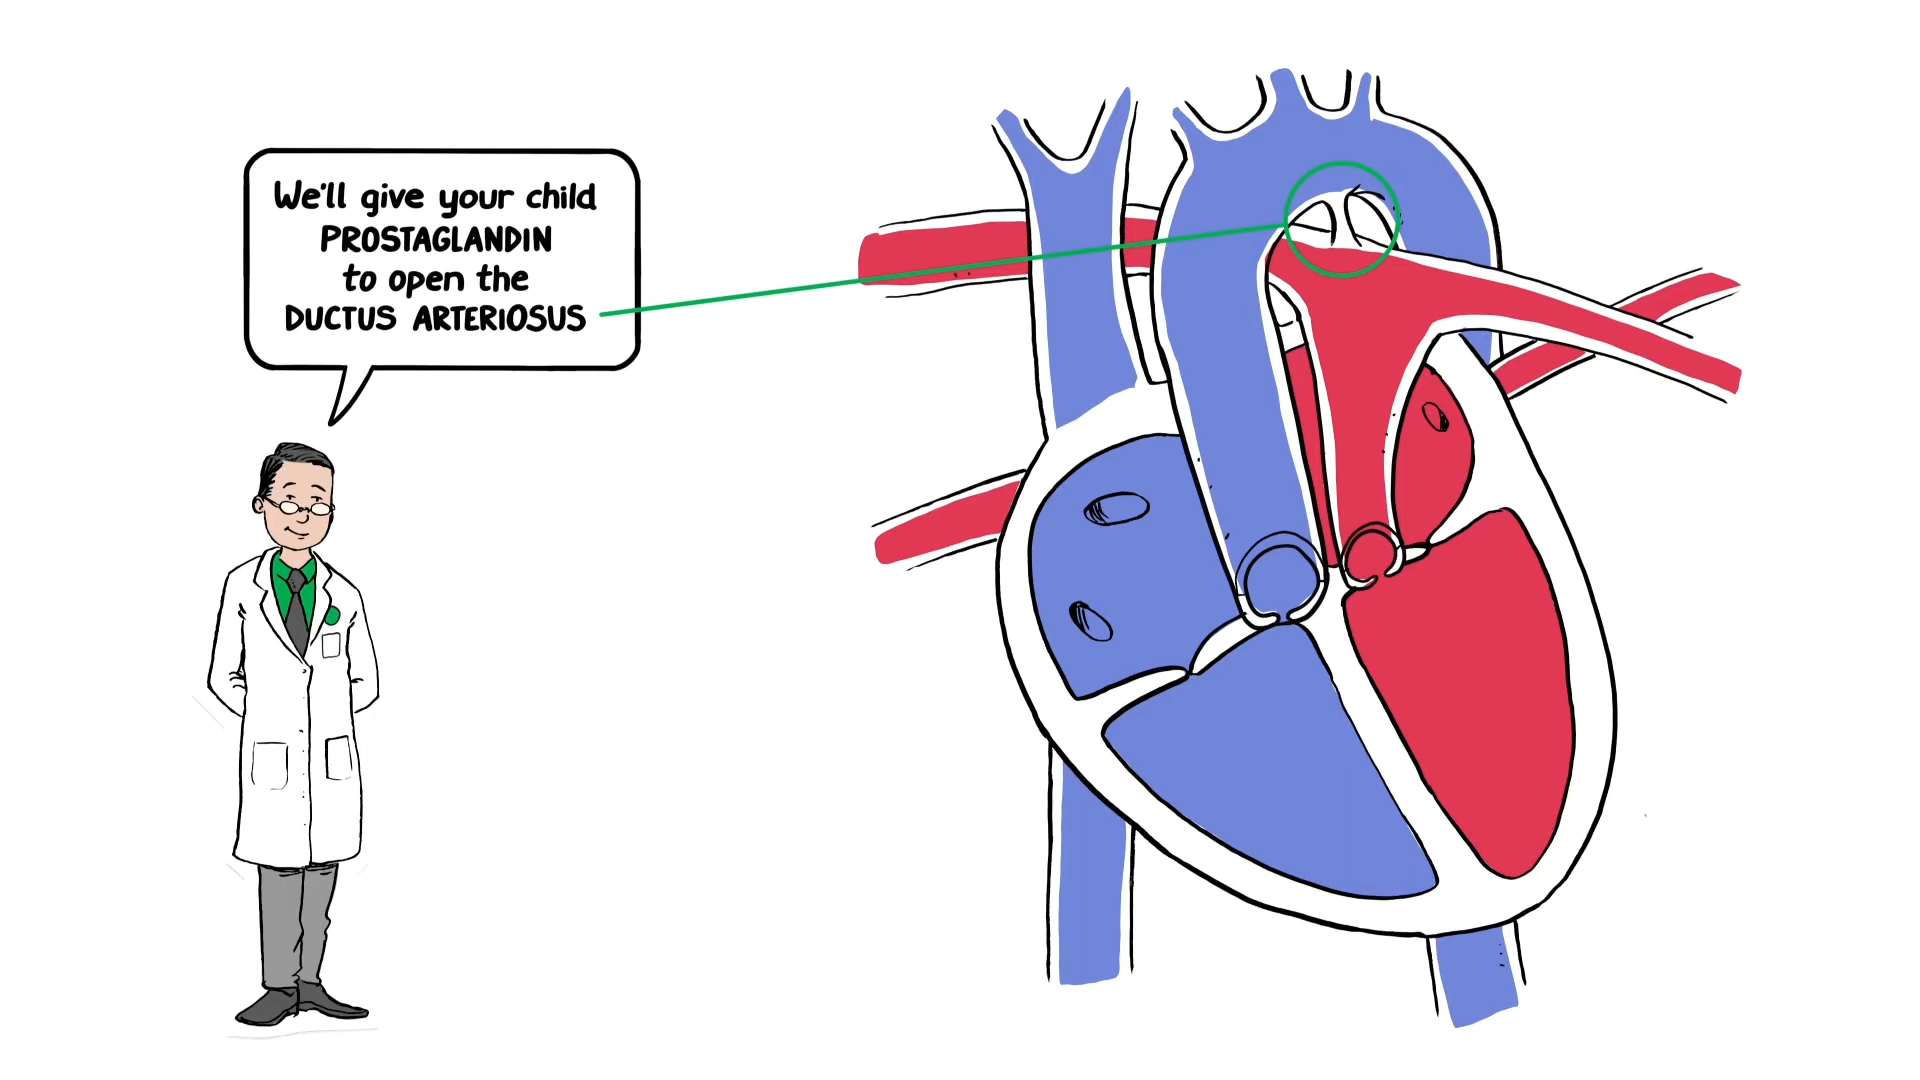 We'll give your child
PROSTAGLANDIN
to open the
DUCTUS ARTERIOSUS